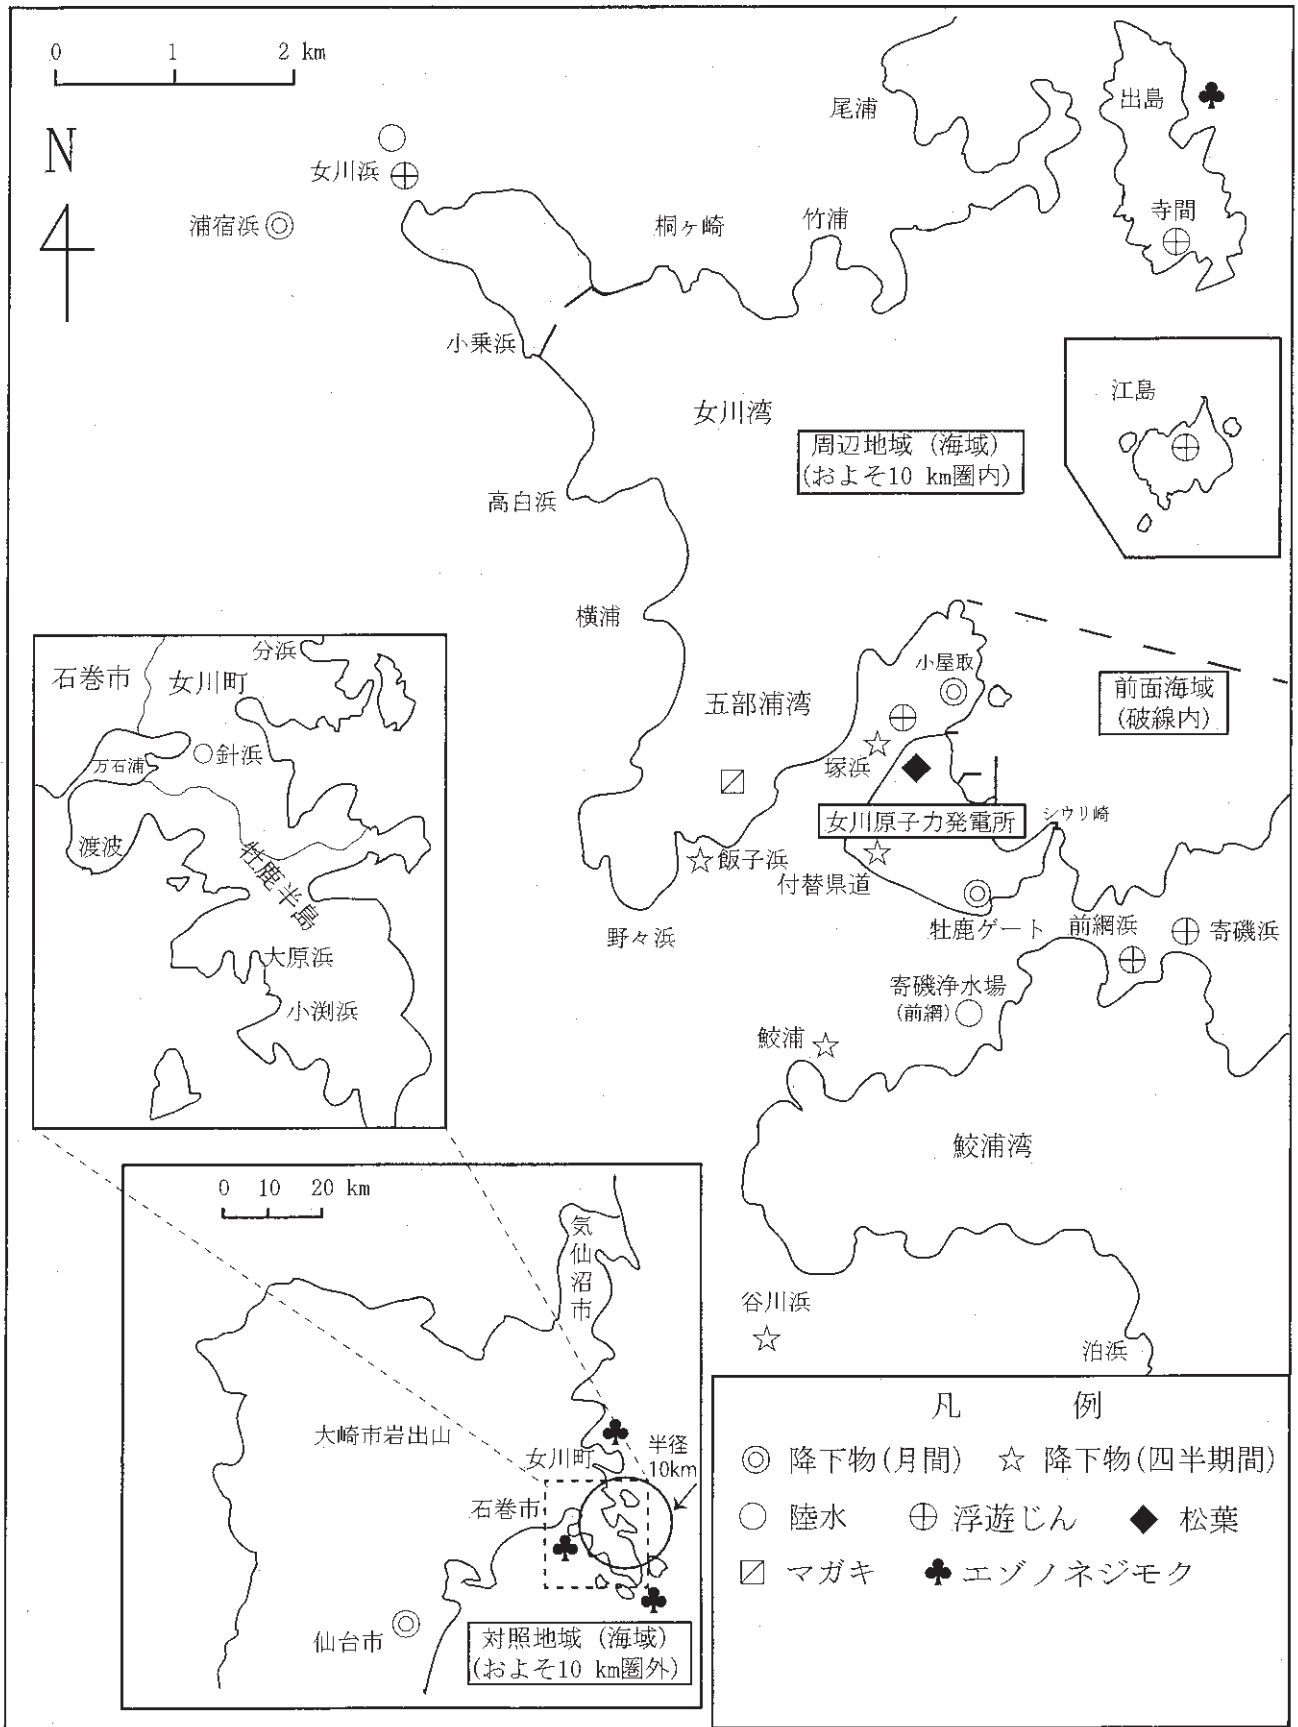 0 1 2 km
N
尾浦
出島
女川浜
浦宿浜
寺間
桐ヶ崎
竹浦
小乗浜
江島
女川湾
周辺地域（海域）
(およそ10 km圏内)
高白浜
横浦
小屋取
前面海域
(破線内)
五部浦湾
塚浜
女川原子力発電所
シウリ崎
飯子浜
付替県道
野々浜
牡鹿ゲート
前網浜
寄磯浜
寄磯浄水場
(前網)
鮫浦
鮫浦湾
谷川浜
泊浜
分浜
石巻市
女川町
針浜
万石浦
渡波
牡鹿半島
大原浜
小渕浜
0 10 20 km
気仙沼市
大崎市岩出山
女川町
半径
10km
石巻市
仙台市
対照地域（海域）
(およそ10 km圏外)
凡 例
降下物(月間) 降下物(四半期間)
陸水 浮遊じん 松葉
マガキ エゾノネジモク